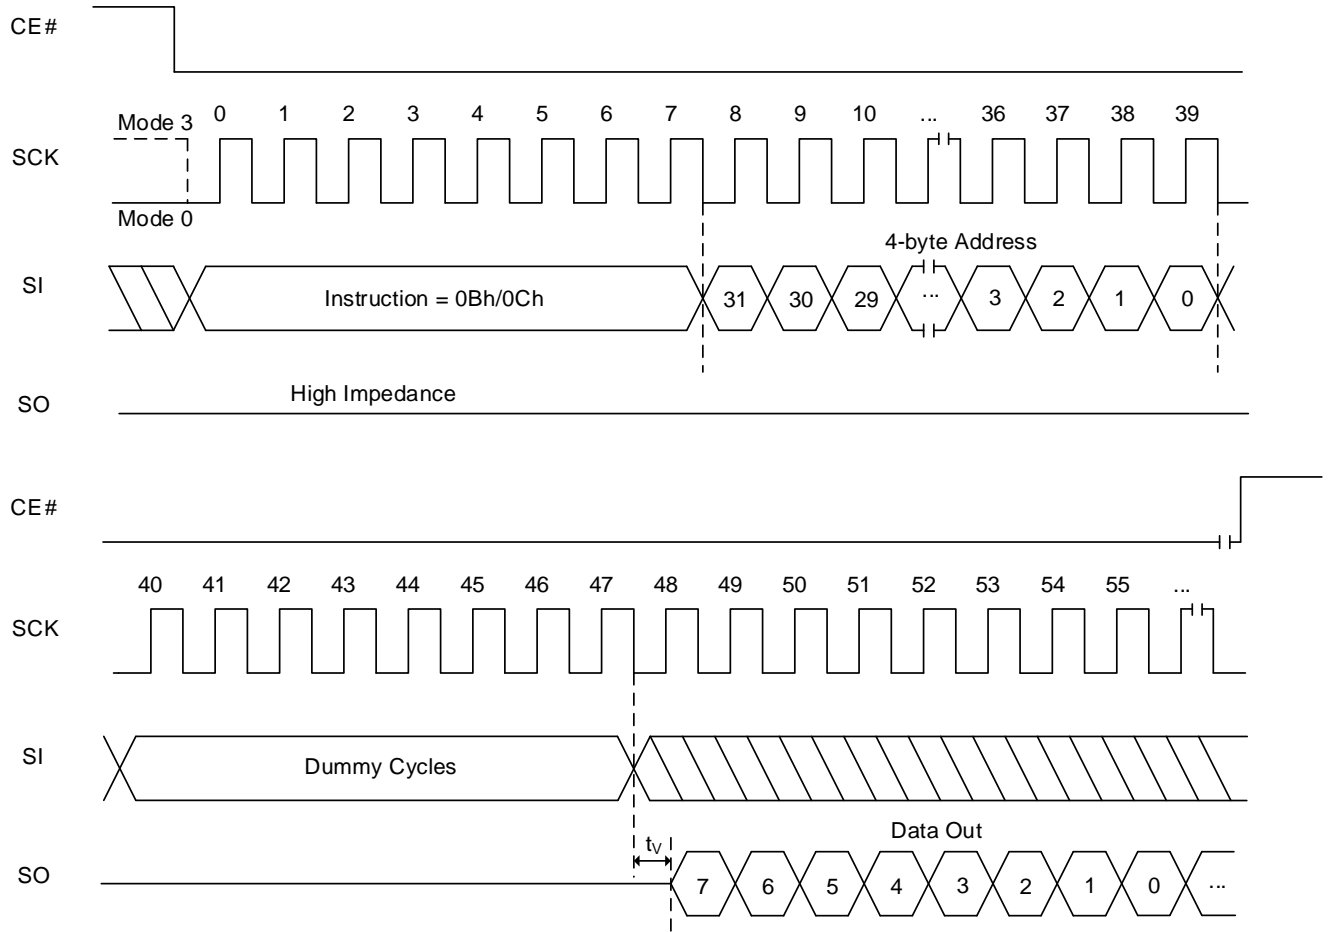 CE#
Mode 3
0 1 2 3 4 5 6 7 8 9 10 ... 36 37 38 39
SCK
Mode 0
4-byte Address
SI
Instruction = 0Bh/0Ch 31 30 29 ... 3 2 1 0
High Impedance
SO
CE#
40 41 42 43 44 45 46 47 48 49 50 51 52 53 54 55 ...
SCK
SI
Dummy Cycles
Data Out
tV
SO
7 6 5 4 3 2 1 0 ...